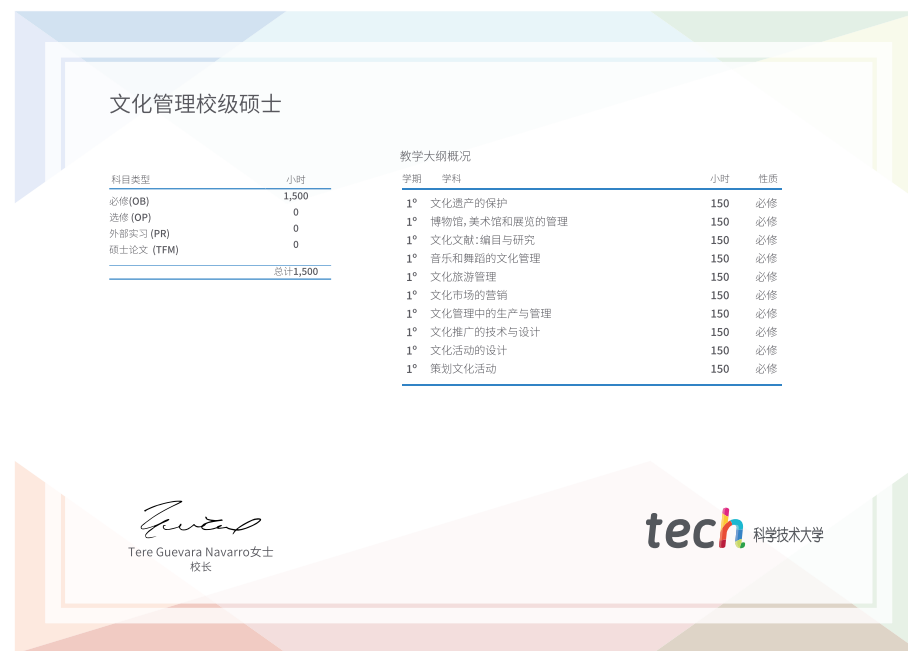 文化管理校级硕士
科目类型 小时
必修(OB) 1,500
选修 (OP) 0
外部实习 (PR) 0
硕士论文 (TFM) 0
总计1,500
教学大纲概况
学期 学科 小时 性质
1º 文化遗产的保护 150 必修
1º 博物馆,美术馆和展览的管理 150 必修
1º 文化文献:编目与研究 150 必修
1º 音乐和舞蹈的文化管理 150 必修
1º 文化旅游管理 150 必修
1º 文化市场的营销 150 必修
1º 文化管理中的生产与管理 150 必修
1º 文化推广的技术与设计 150 必修
1º 文化活动的设计 150 必修
1º 策划文化活动 150 必修
Tere Guevara Navarro女士
校长
tech 科学技术大学